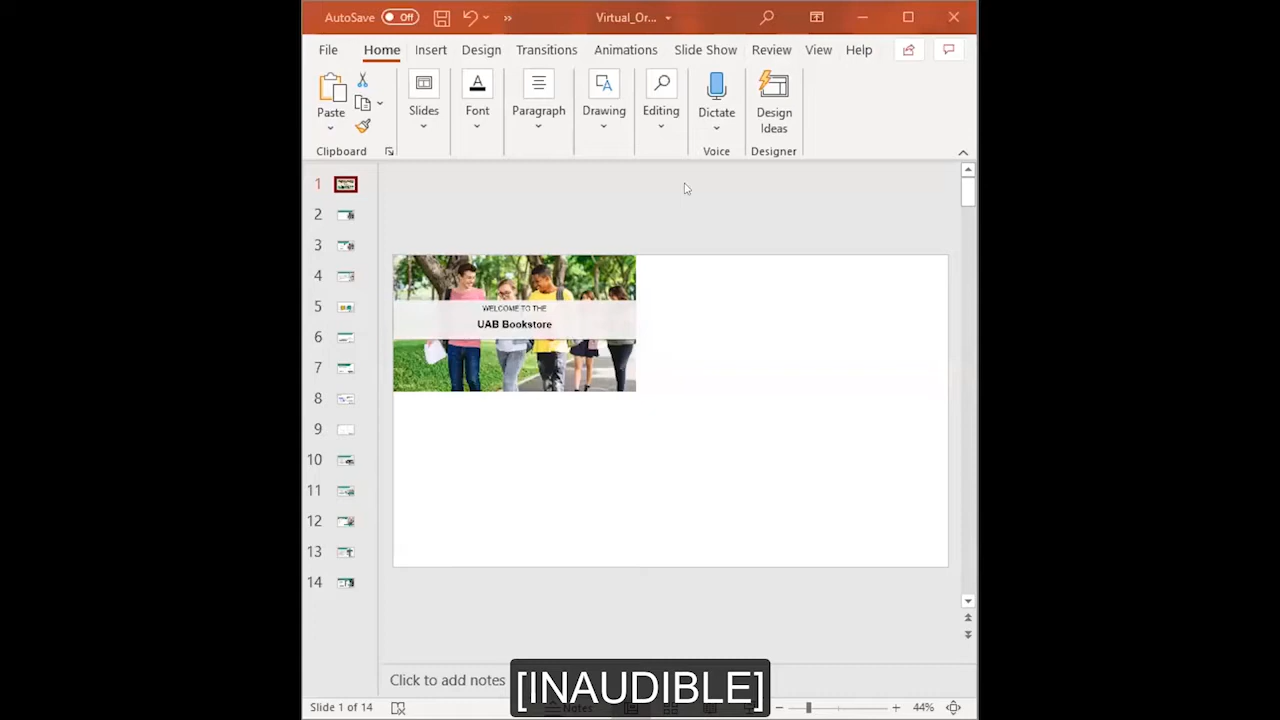 AutoSave Off Virtual_Or...
File Home Insert Design Transitions Animations Slide Show Review View Help
Paste Slides Font Paragraph Drawing Editing Dictate Design Ideas
Clipboard Voice Designer
1
2
3
4
5
6
7
8
9
10
11
12
13
14
WELCOME TO THE
UAB Bookstore
Click to add notes
[INAUDIBLE]
Slide 1 of 14 Notes 44%